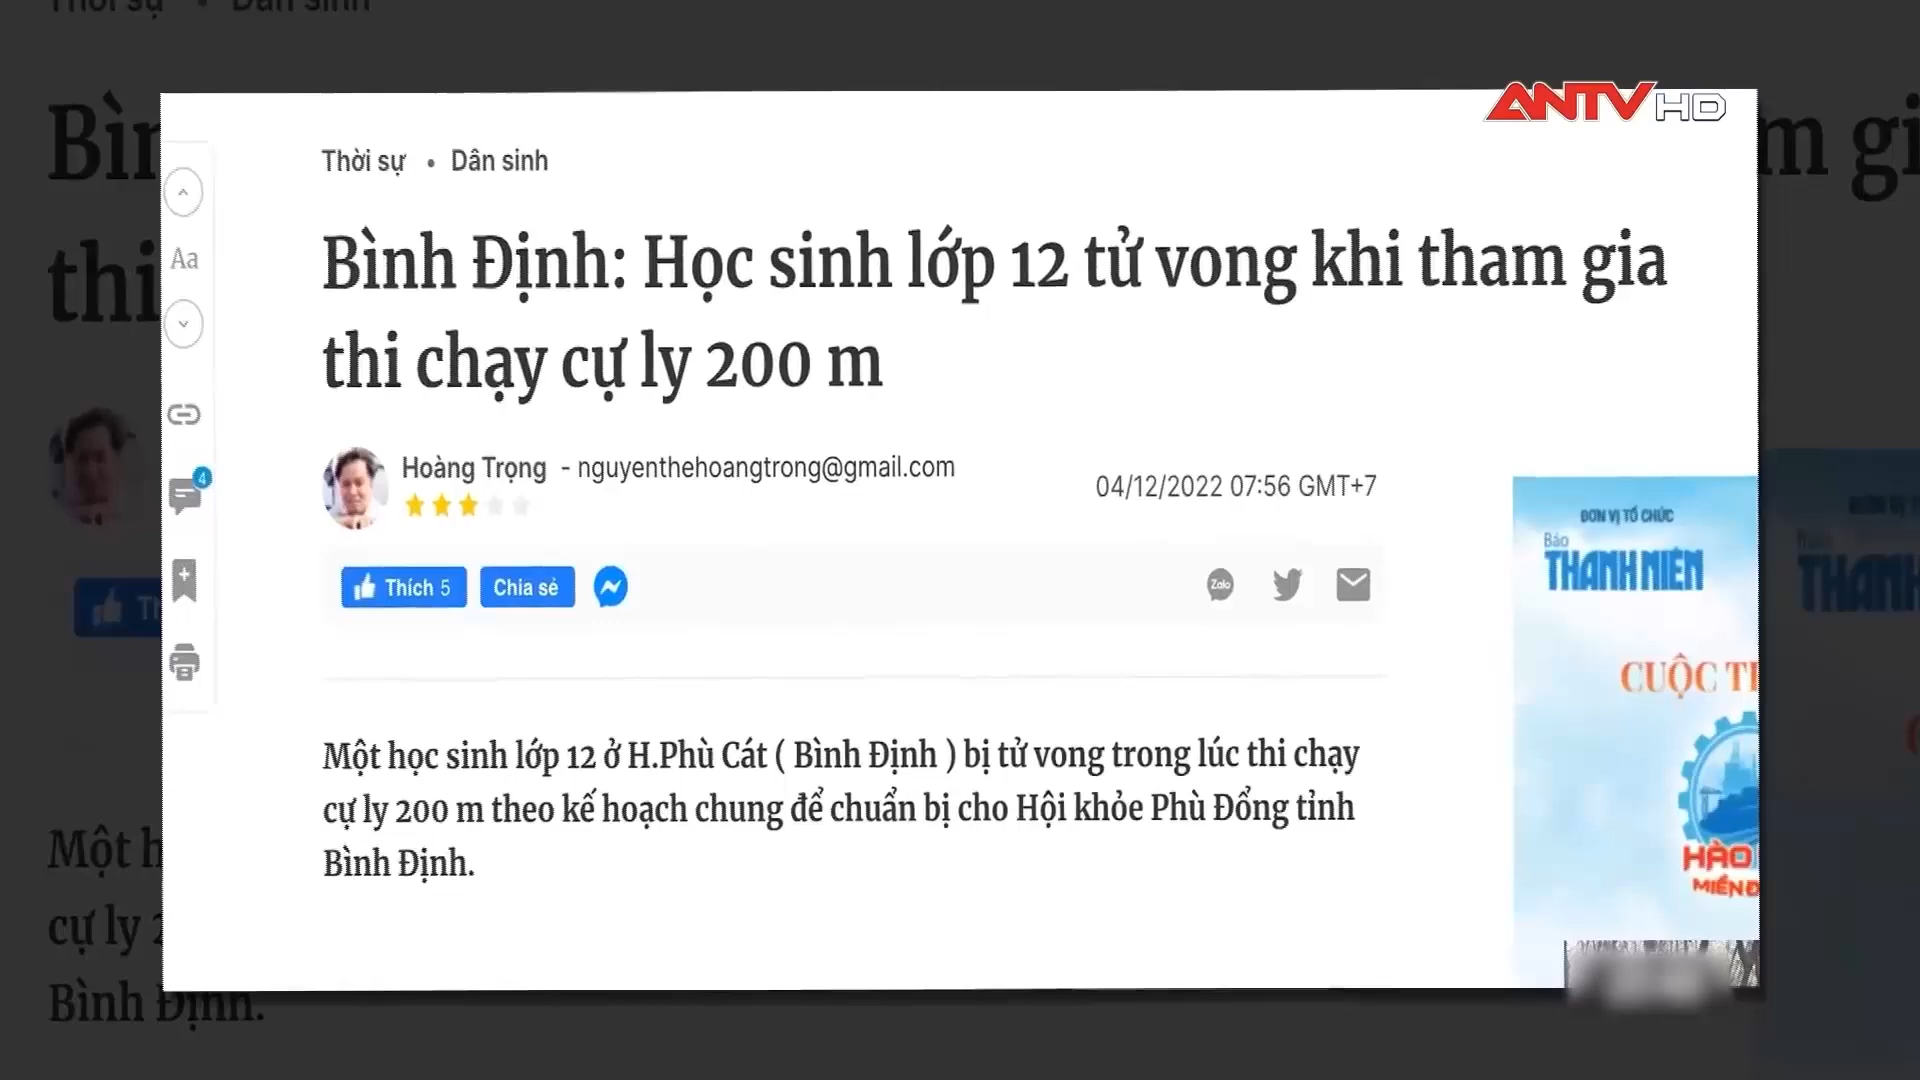 ANTV HD
Thời sự • Dân sinh
Bình Định: Học sinh lớp 12 tử vong khi tham gia
thi chạy cự ly 200 m
Aa
Hoàng Trọng - nguyenthehoangtrong@gmail.com
04/12/2022 07:56 GMT+7
4
Thích 5
Chia sẻ
Zalo
ĐƠN VỊ TỔ CHỨC
Báo
THANH NIÊN
CUỘC TH
HÀO
MIỀN Đ
Một học sinh lớp 12 ở H.Phù Cát ( Bình Định ) bị tử vong trong lúc thi chạy
cự ly 200 m theo kế hoạch chung để chuẩn bị cho Hội khỏe Phù Đổng tỉnh
Bình Định.